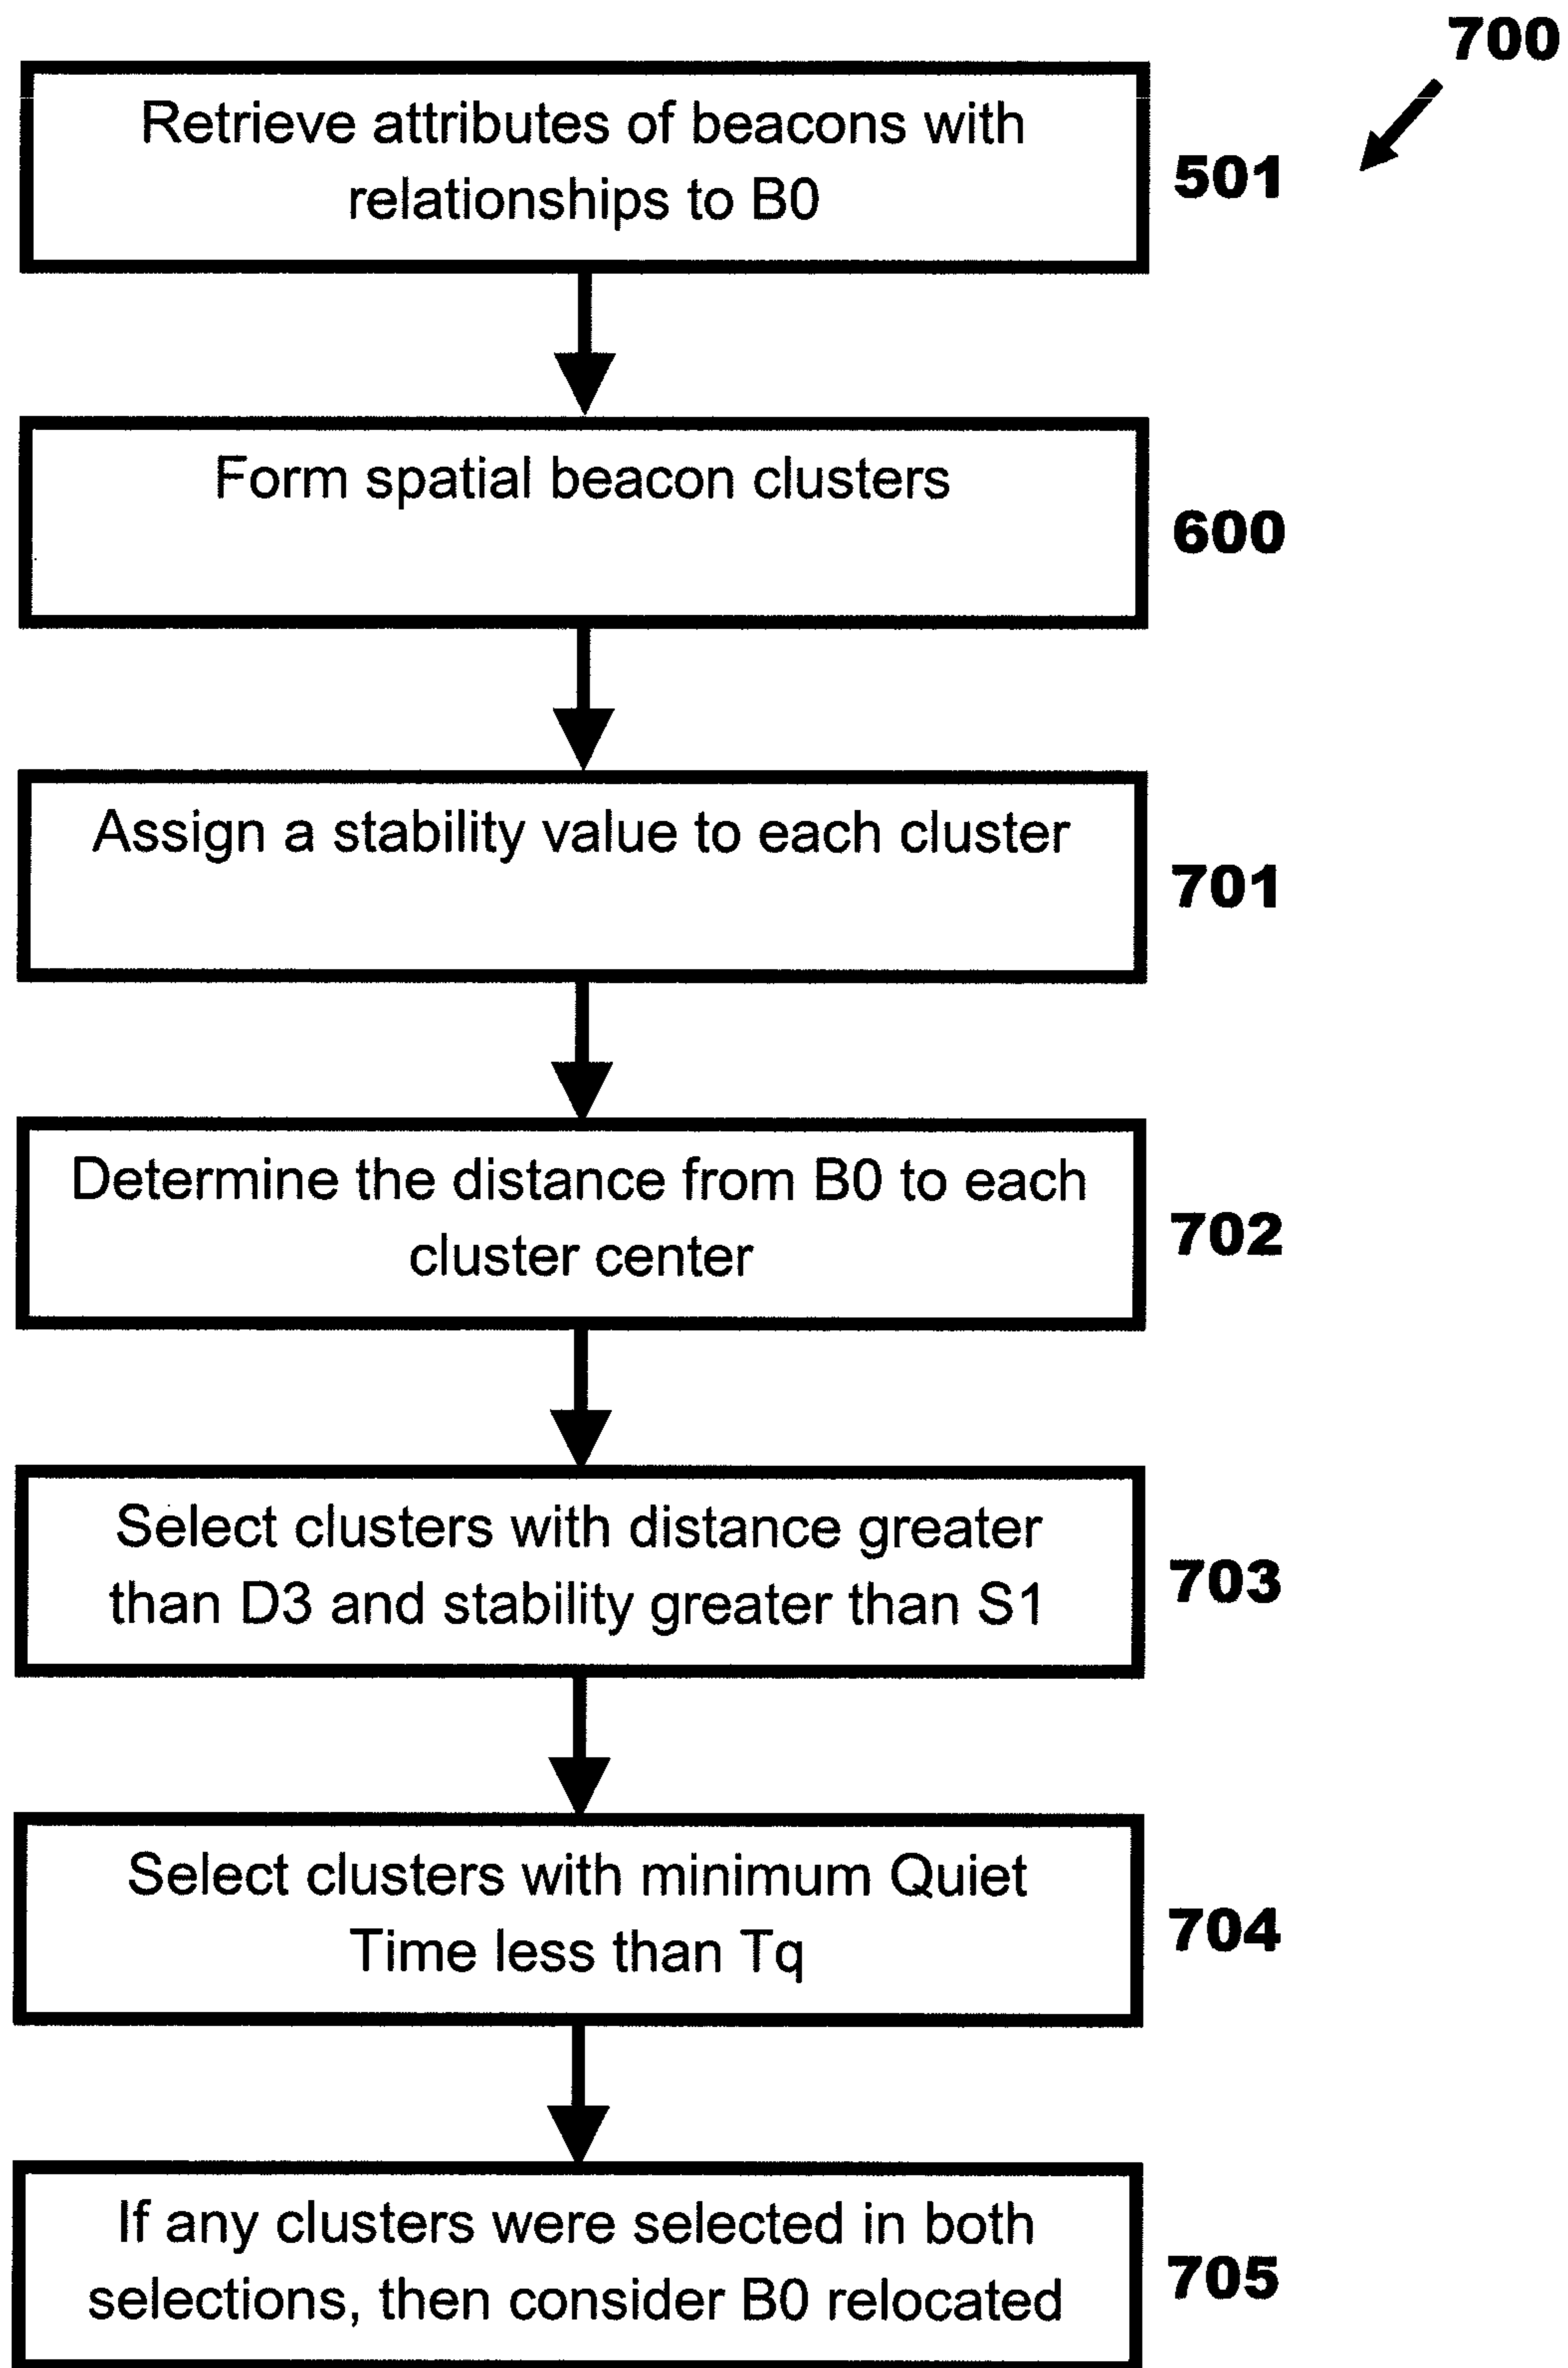 700
Retrieve attributes of beacons with
relationships to B0
501
Form spatial beacon clusters
600
Assign a stability value to each cluster
701
Determine the distance from B0 to each
cluster center
702
Select clusters with distance greater
than D3 and stability greater than S1
703
Select clusters with minimum Quiet
Time less than Tq
704
If any clusters were selected in both
selections, then consider B0 relocated
705